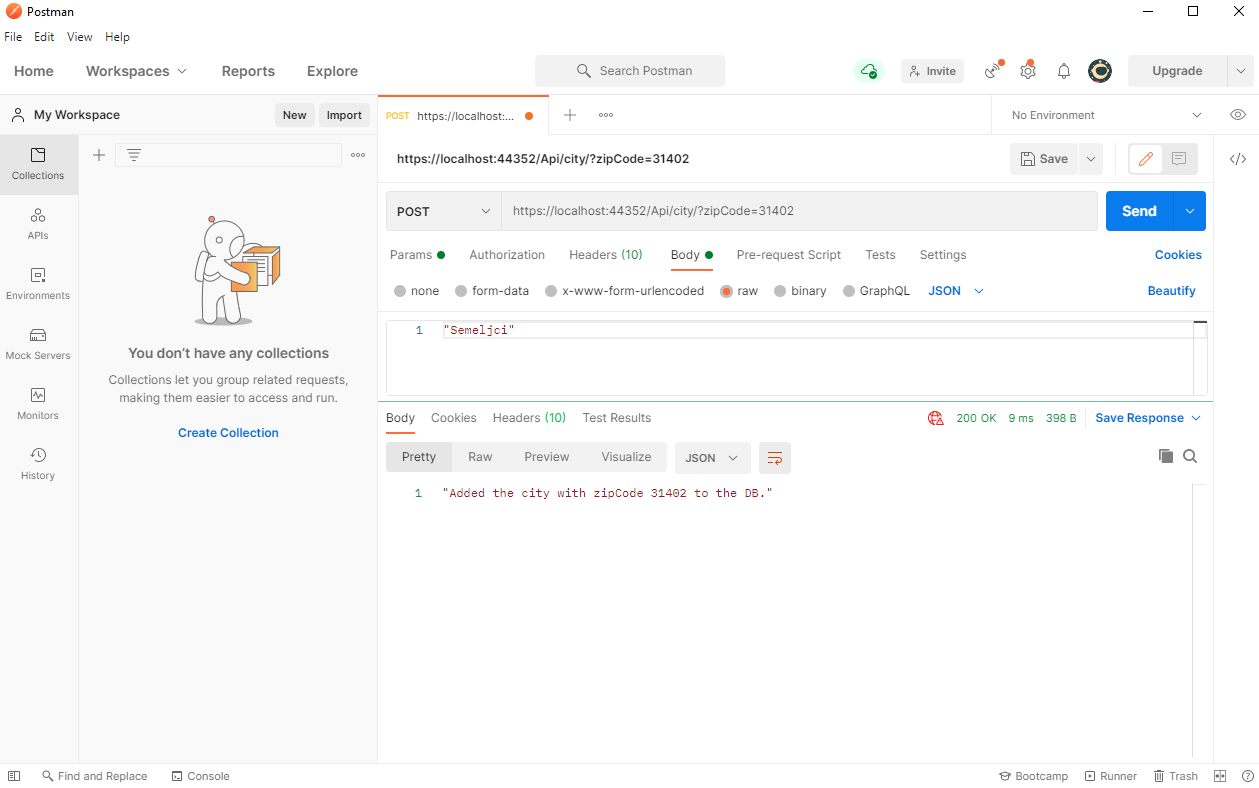 Postman
File Edit View Help
Home Workspaces Reports Explore Search Postman Invite Upgrade
My Workspace New Import POST https://localhost:... No Environment
Collections
https://localhost:44352/Api/city/?zipCode=31402 Save
POST https://localhost:44352/Api/city/?zipCode=31402 Send
APIs
Params Authorization Headers (10) Body Pre-request Script Tests Settings Cookies
Environments
none form-data x-www-form-urlencoded raw binary GraphQL JSON Beautify
1 "Semeljci"
Mock Servers
You don't have any collections
Collections let you group related requests,
making them easier to access and run.
Create Collection
Monitors
History
Body Cookies Headers (10) Test Results 200 OK 9 ms 398 B Save Response
Pretty Raw Preview Visualize JSON
1 "Added the city with zipCode 31402 to the DB."
Find and Replace Console Bootcamp Runner Trash